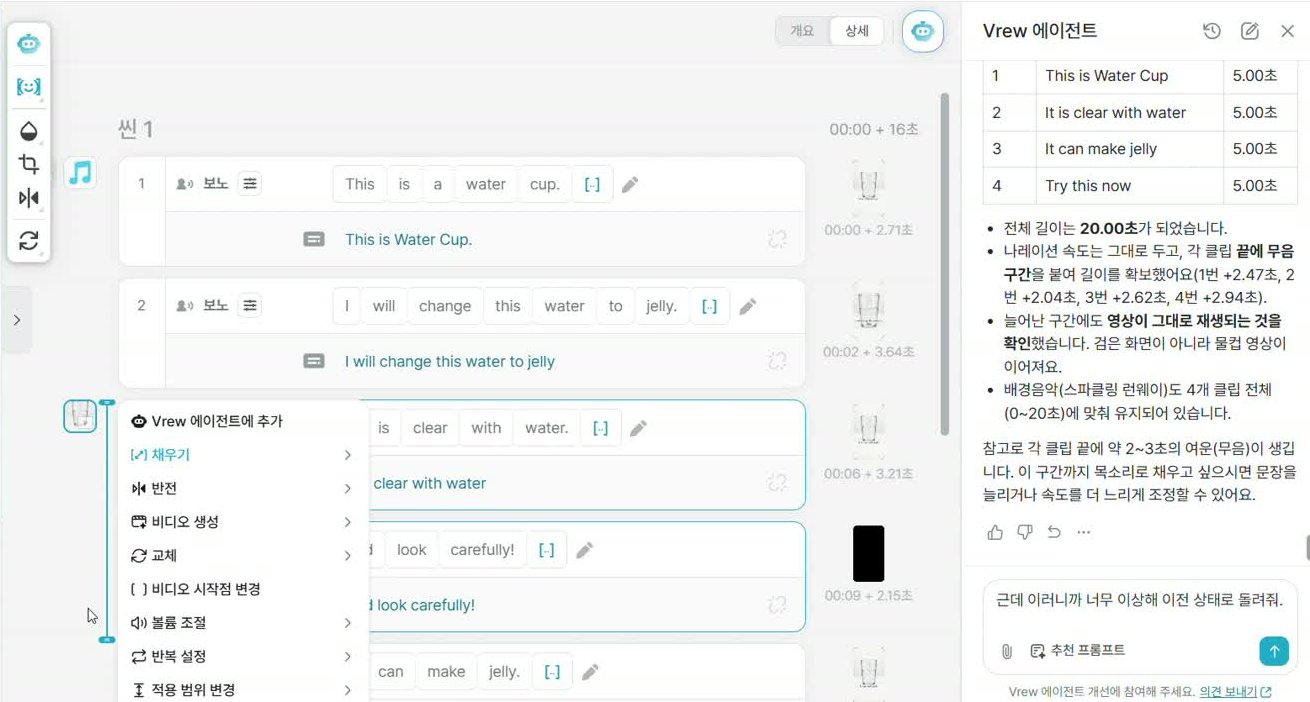 개요
상세
씬 1
00:00 + 16초
1
보노
This is a water cup. [..]
This is Water Cup.
00:00 + 2.71초
2
보노
I will change this water to jelly. [..]
I will change this water to jelly
00:02 + 3.64초
is clear with water. [..]
clear with water
00:06 + 3.21초
look carefully! [..]
look carefully!
00:09 + 2.15초
can make jelly. [..]
Vrew 에이전트에 추가
채우기
반전
비디오 생성
교체
비디오 시작점 변경
볼륨 조절
반복 설정
적용 범위 변경
Vrew 에이전트
1 This is Water Cup 5.00초
2 It is clear with water 5.00초
3 It can make jelly 5.00초
4 Try this now 5.00초
• 전체 길이는 20.00초가 되었습니다.
• 나레이션 속도는 그대로 두고, 각 클립 끝에 무음
구간을 붙여 길이를 확보했어요(1번 +2.47초, 2
번 +2.04초, 3번 +2.62초, 4번 +2.94초).
• 늘어난 구간에도 영상이 그대로 재생되는 것을
확인했습니다. 검은 화면이 아니라 물컵 영상이
이어져요.
• 배경음악(스파클링 런웨이)도 4개 클립 전체
(0~20초)에 맞춰 유지되어 있습니다.
참고로 각 클립 끝에 약 2~3초의 여운(무음)이 생깁
니다. 이 구간까지 목소리로 채우고 싶으시면 문장을
늘리거나 속도를 더 느리게 조정할 수 있어요.
근데 이러니까 너무 이상해 이전 상태로 돌려줘.
추천 프롬프트
Vrew 에이전트 개선에 참여해 주세요. 의견 보내기